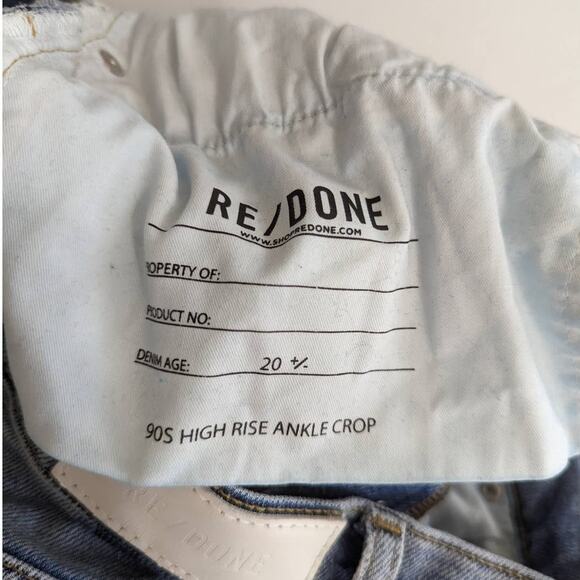 RE/DONE
WWW.SHOPREDONE.COM
PROPERTY OF:
PRODUCT NO:
DENIM AGE: 20 +/-
90S HIGH RISE ANKLE CROP
RE / DONE